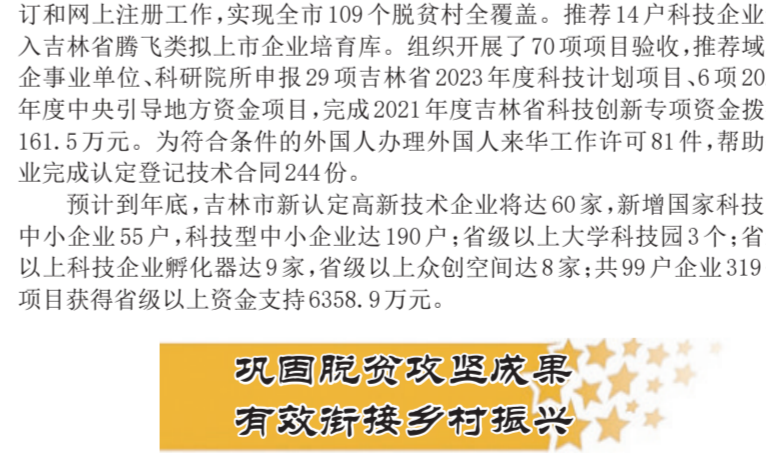 订和网上注册工作，实现全市109个脱贫村全覆盖。推荐14户科技企业
入吉林省腾飞类拟上市企业培育库。组织开展了70项项目验收，推荐域
企事业单位、科研院所申报29项吉林省2023年度科技计划项目、6项20
年度中央引导地方资金项目，完成2021年度吉林省科技创新专项资金拨
161.5万元。为符合条件的外国人办理外国人来华工作许可81件，帮助
业完成认定登记技术合同244份。
预计到年底，吉林市新认定高新技术企业将达60家，新增国家科技
中小企业55户，科技型中小企业达190户；省级以上大学科技园3个；省
以上科技企业孵化器达9家，省级以上众创空间达8家；共99户企业319
项目获得省级以上资金支持6358.9万元。
巩固脱贫攻坚成果
有效衔接乡村振兴